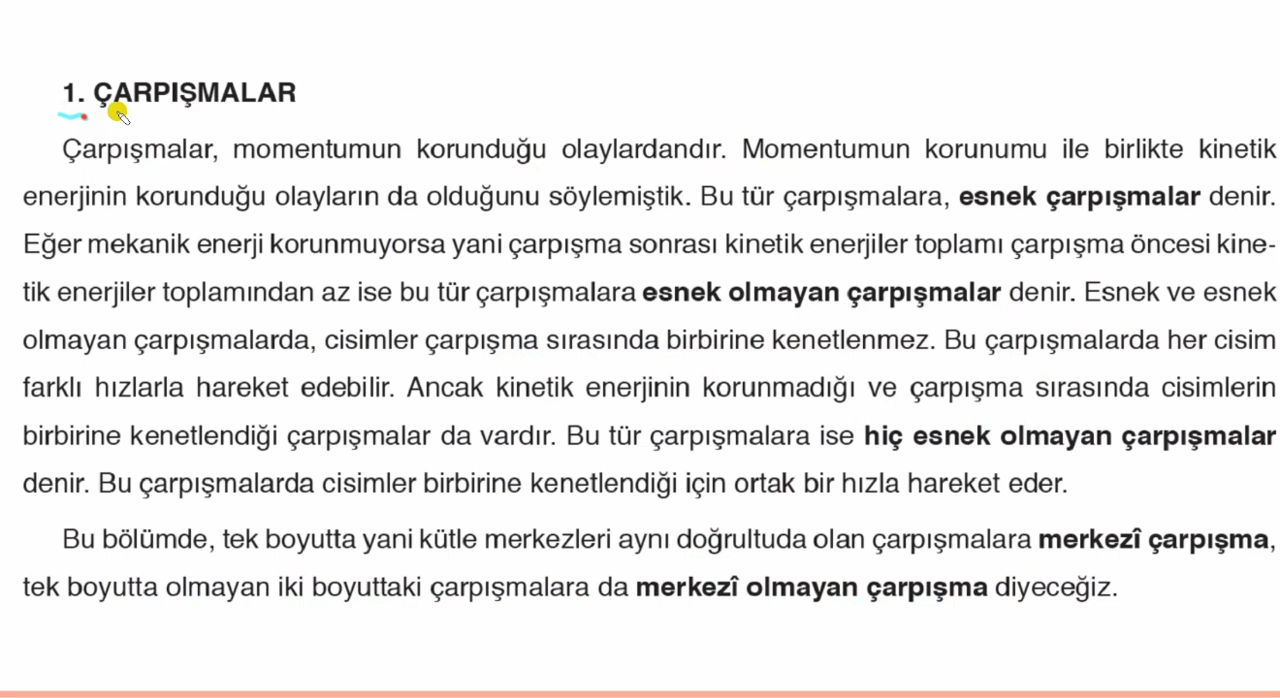 1. ÇARPIŞMALAR
Çarpışmalar, momentumun korunduğu olaylardandır. Momentumun korunumu ile birlikte kinetik
enerjinin korunduğu olayların da olduğunu söylemiştik. Bu tür çarpışmalara, esnek çarpışmalar denir.
Eğer mekanik enerji korunmuyorsa yani çarpışma sonrası kinetik enerjiler toplamı çarpışma öncesi kine-
tik enerjiler toplamından az ise bu tür çarpışmalara esnek olmayan çarpışmalar denir. Esnek ve esnek
olmayan çarpışmalarda, cisimler çarpışma sırasında birbirine kenetlenmez. Bu çarpışmalarda her cisim
farklı hızlarla hareket edebilir. Ancak kinetik enerjinin korunmadığı ve çarpışma sırasında cisimlerin
birbirine kenetlendiği çarpışmalar da vardır. Bu tür çarpışmalara ise hiç esnek olmayan çarpışmalar
denir. Bu çarpışmalarda cisimler birbirine kenetlendiği için ortak bir hızla hareket eder.
Bu bölümde, tek boyutta yani kütle merkezleri aynı doğrultuda olan çarpışmalara merkezî çarpışma,
tek boyutta olmayan iki boyuttaki çarpışmalara da merkezî olmayan çarpışma diyeceğiz.